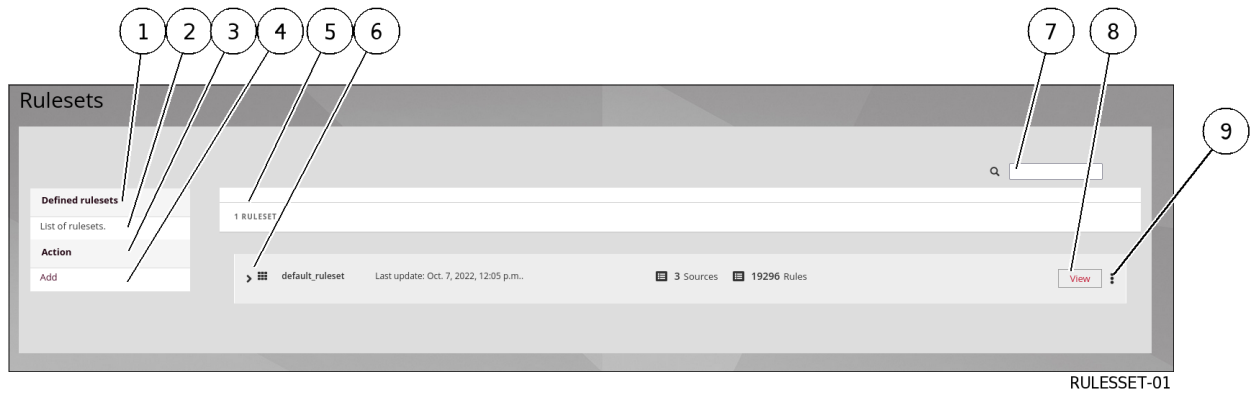 1 2 3 4 5 6 7 8
9
Rulesets
Defined rulesets
List of rulesets.
Action
Add
1 RULESET
default_ruleset Last update: Oct. 7, 2022, 12:05 p.m.. 3 Sources 19296 Rules View
RULESSET-01